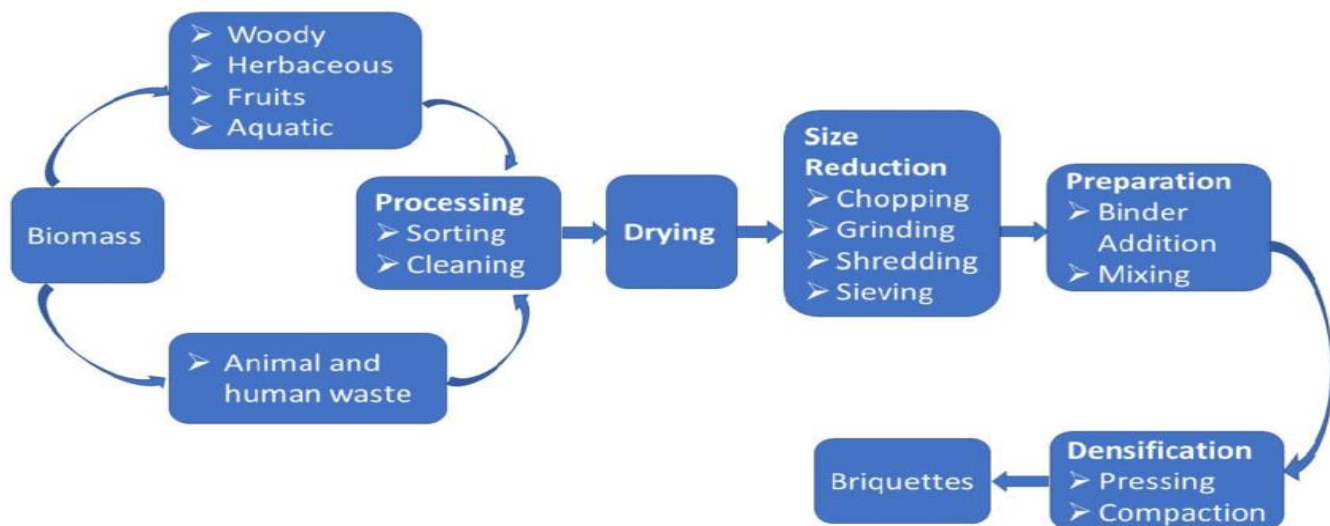 Biomass
➢ Woody
➢ Herbaceous
➢ Fruits
➢ Aquatic
➢ Animal and
human waste
Processing
➢ Sorting
➢ Cleaning
Drying
Size
Reduction
➢ Chopping
➢ Grinding
➢ Shredding
➢ Sieving
Preparation
➢ Binder
Addition
➢ Mixing
Densification
➢ Pressing
➢ Compaction
Briquettes